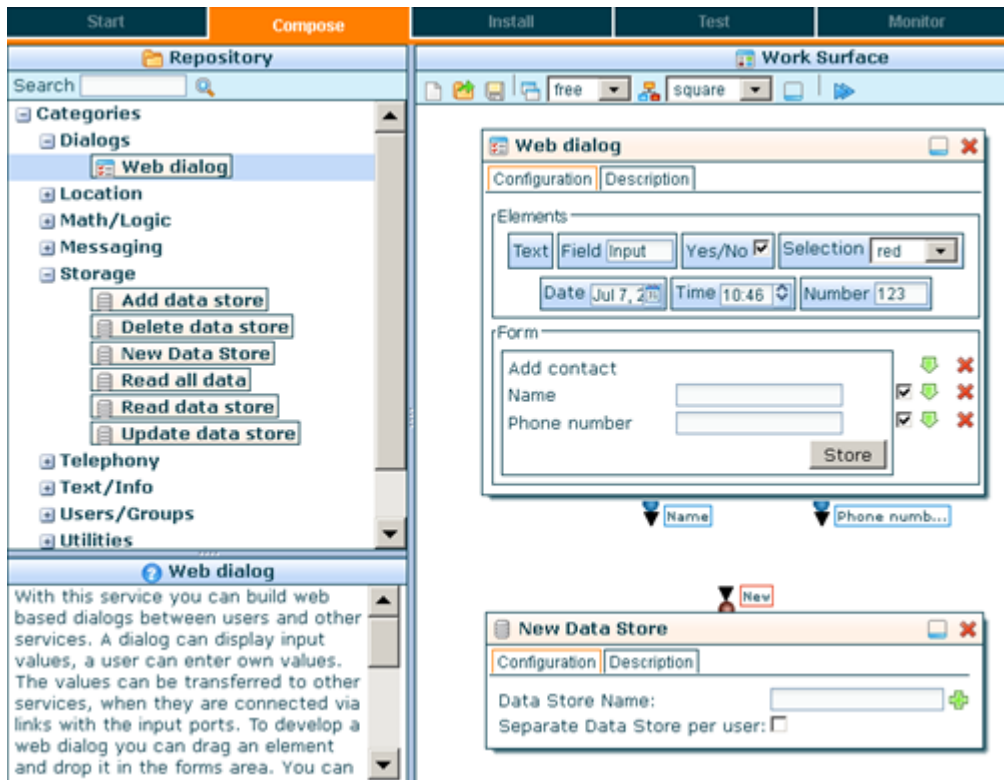 Start Compose Install Test Monitor
Repository
Search
Categories
Dialogs
Web dialog
Location
Math/Logic
Messaging
Storage
Add data store
Delete data store
New Data Store
Read all data
Read data store
Update data store
Telephony
Text/Info
Users/Groups
Utilities
Web dialog
With this service you can build web
based dialogs between users and other
services. A dialog can display input
values, a user can enter own values.
The values can be transferred to other
services, when they are connected via
links with the input ports. To develop a
web dialog you can drag an element
and drop it in the forms area. You can
Work Surface
free square
Web dialog
Configuration Description
Elements
Text Field Input Yes/No Selection red
Date Jul 7, 2 Time 10:46 Number 123
Form
Add contact
Name
Phone number
Store
Name Phone numb...
New
New Data Store
Configuration Description
Data Store Name:
Separate Data Store per user: